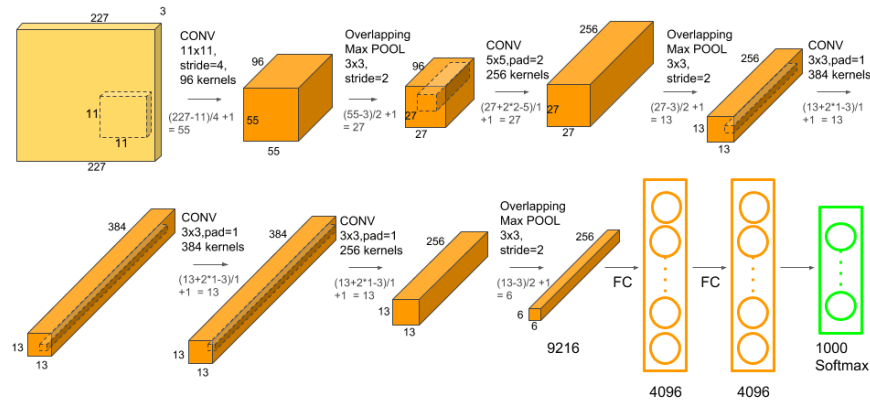 227
3
11
11
227
CONV
11x11,
stride=4,
96 kernels
(227-11)/4 +1
= 55
96
55
55
Overlapping
Max POOL
3x3,
stride=2
(55-3)/2 +1
= 27
96
27
27
CONV
5x5,pad=2
256 kernels
(27+2*2-5)/1
+1 = 27
256
27
27
Overlapping
Max POOL
3x3,
stride=2
(27-3)/2 +1
= 13
256
13
13
CONV
3x3,pad=1
384 kernels
(13+2*1-3)/1
+1 = 13
384
13
13
CONV
3x3,pad=1
384 kernels
(13+2*1-3)/1
+1 = 13
384
13
13
CONV
3x3,pad=1
256 kernels
(13+2*1-3)/1
+1 = 13
256
13
13
Overlapping
Max POOL
3x3,
stride=2
(13-3)/2 +1
= 6
256
6
6
9216
FC
4096
FC
4096
1000
Softmax